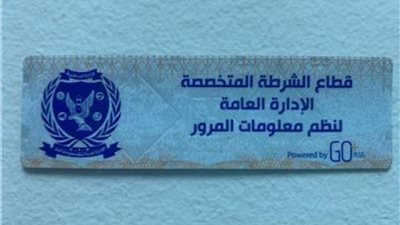 قطاع الشرطة المتخصصة
الإدارة العامة
لنظم معلومات المرور
Powered by GO